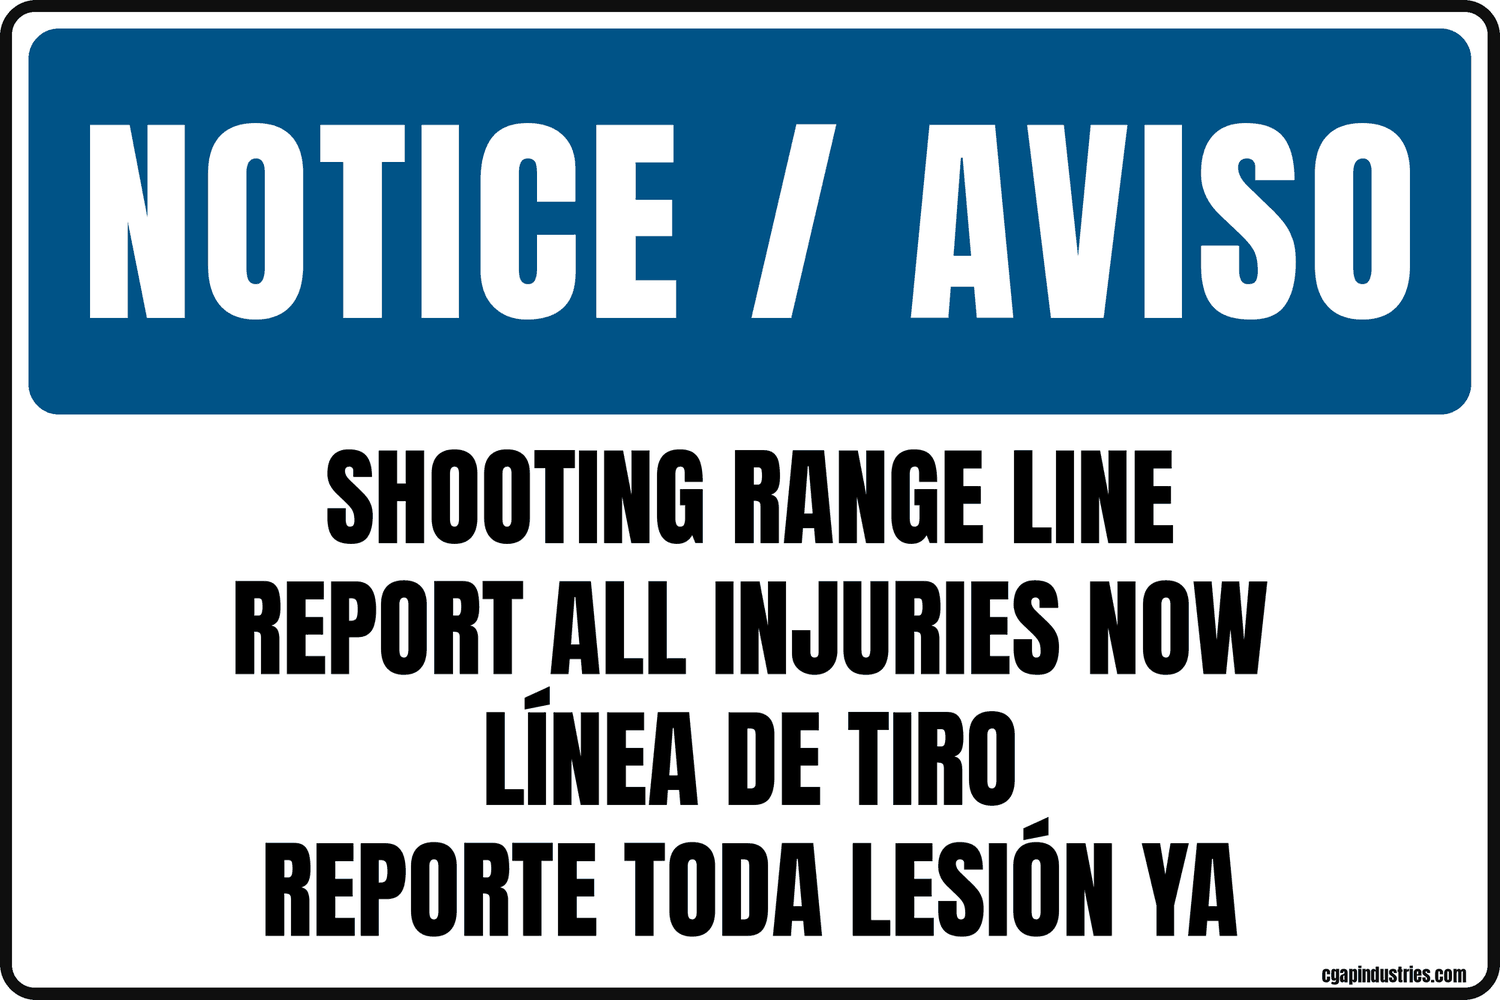 NOTICE / AVISO
SHOOTING RANGE LINE
REPORT ALL INJURIES NOW
LÍNEA DE TIRO
REPORTE TODA LESIÓN YA
cgapindustries.com